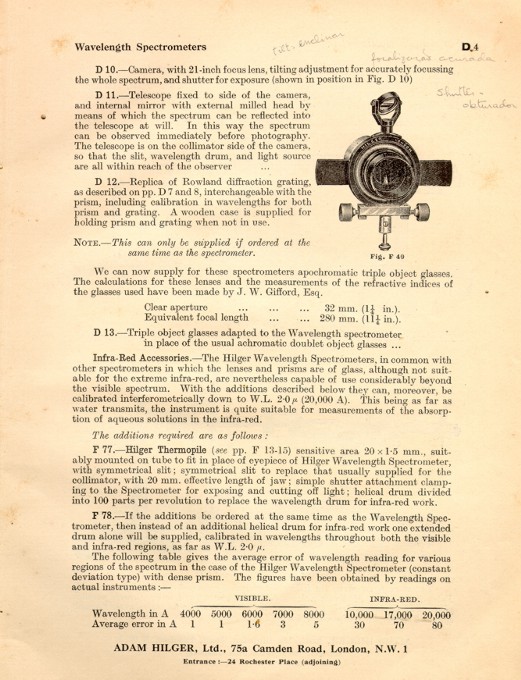 Wavelength Spectrometers
D.4
D 10.—Camera, with 21-inch focus lens, tilting adjustment for accurately focussing
the whole spectrum, and shutter for exposure (shown in position in Fig. D 10)
D 11.—Telescope fixed to side of the camera,
and internal mirror with external milled head by
means of which the spectrum can be reflected into
the telescope at will. In this way the spectrum
can be observed immediately before photography.
The telescope is on the collimator side of the camera,
so that the slit, wavelength drum, and light source
are all within reach of the observer ...
D 12.—Replica of Rowland diffraction grating,
as described on pp. D 7 and 8, interchangeable with the
prism, including calibration in wavelengths for both
prism and grating. A wooden case is supplied for
holding prism and grating when not in use.
NOTE.—This can only be supplied if ordered at the
same time as the spectrometer.
Shutter =
obturador
Fig. F 40
We can now supply for these spectrometers apochromatic triple object glasses.
The calculations for these lenses and the measurements of the refractive indices of
the glasses used have been made by J. W. Gifford, Esq.
Clear aperture ... ... ... 32 mm. (1¼ in.).
Equivalent focal length ... ... 280 mm. (11¼ in.).
D 13.—Triple object glasses adapted to the Wavelength spectrometer
in place of the usual achromatic doublet object glasses ...
Infra-Red Accessories.—The Hilger Wavelength Spectrometers, in common with
other spectrometers in which the lenses and prisms are of glass, although not suit-
able for the extreme infra-red, are nevertheless capable of use considerably beyond
the visible spectrum. With the additions described below they can, moreover, be
calibrated interferometrically down to W.L. 2·0 μ (20,000 A). This being as far as
water transmits, the instrument is quite suitable for measurements of the absorp-
tion of aqueous solutions in the infra-red.
The additions required are as follows :
F 77.—Hilger Thermopile (see pp. F 13-15) sensitive area 20 × 1·5 mm., suit-
ably mounted on tube to fit in place of eyepiece of Hilger Wavelength Spectrometer,
with symmetrical slit ; symmetrical slit to replace that usually supplied for the
collimator, with 20 mm. effective length of jaw ; simple shutter attachment clamp-
ing to the Spectrometer for exposing and cutting off light ; helical drum divided
into 100 parts per revolution to replace the wavelength drum for infra-red work.
F 78.—If the additions be ordered at the same time as the Wavelength Spec-
trometer, then instead of an additional helical drum for infra-red work one extended
drum alone will be supplied, calibrated in wavelengths throughout both the visible
and infra-red regions, as far as W.L. 2·0 μ.
The following table gives the average error of wavelength reading for various
regions of the spectrum in the case of the Hilger Wavelength Spectrometer (constant
deviation type) with dense prism. The figures have been obtained by readings on
actual instruments :—
VISIBLE. INFRA-RED.
Wavelength in A 4000 5000 6000 7000 8000 10,000 17,000 20,000
Average error in A 1 1 1·6 3 5 30 70 80
ADAM HILGER, Ltd., 75a Camden Road, London, N.W. 1
Entrance :—24 Rochester Place (adjoining)